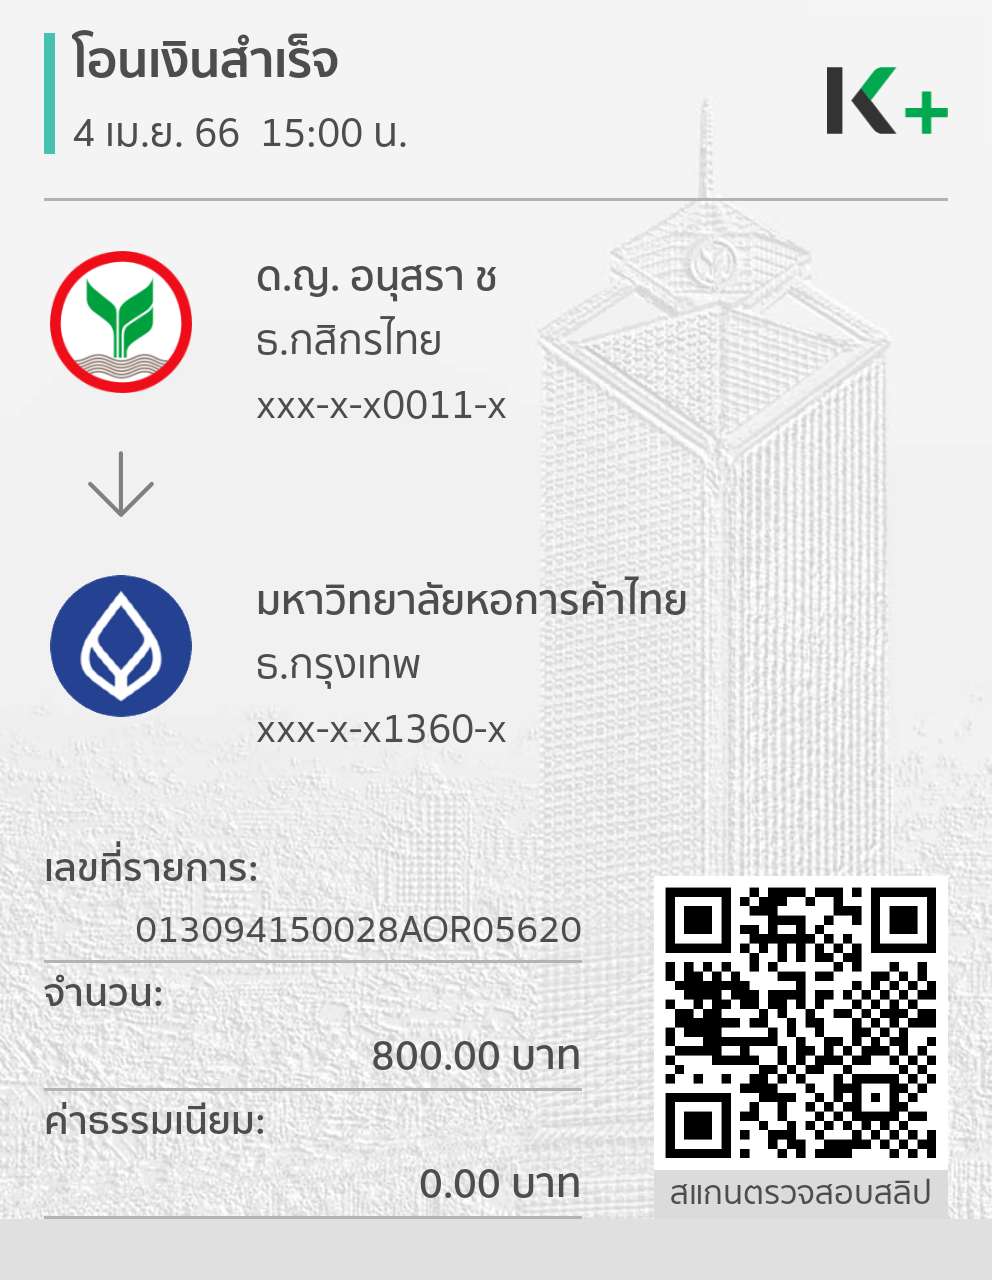 โอนเงินสำเร็จ
4 เม.ย. 66 15:00 น.
K+
ด.ญ. อนุสรา ช
ธ.กสิกรไทย
xxx-x-x0011-x
มหาวิทยาลัยหอการค้าไทย
ธ.กรุงเทพ
xxx-x-x1360-x
เลขที่รายการ:
013094150028AOR05620
จำนวน:
800.00 บาท
ค่าธรรมเนียม:
0.00 บาท
สแกนตรวจสอบสลิป